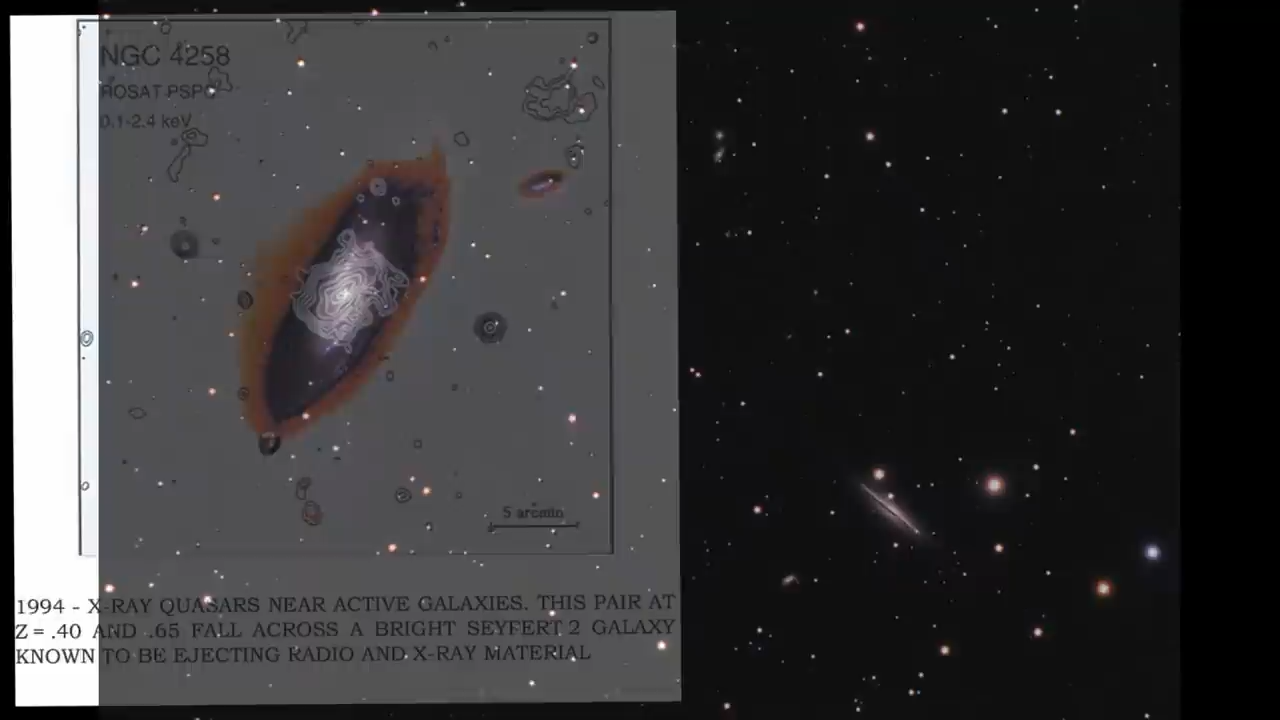 NGC 4258
ROSAT PSPC
0.1-2.4 keV
5 arcmin
1994 - X-RAY QUASARS NEAR ACTIVE GALAXIES. THIS PAIR AT
Z = .40 AND .65 FALL ACROSS A BRIGHT SEYFERT 2 GALAXY
KNOWN TO BE EJECTING RADIO AND X-RAY MATERIAL